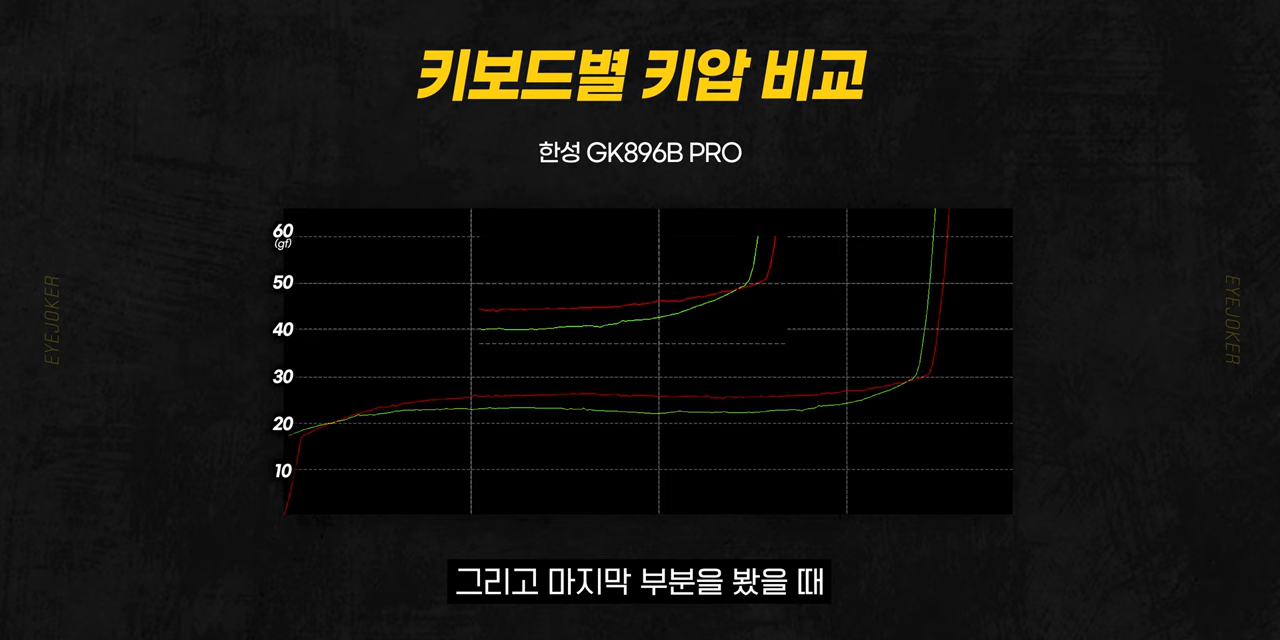 키보드별 키압 비교
한성 GK896B PRO
60
(gf)
50
40
30
20
10
EYEJOKER
EYEJOKER
그리고 마지막 부분을 봤을 때